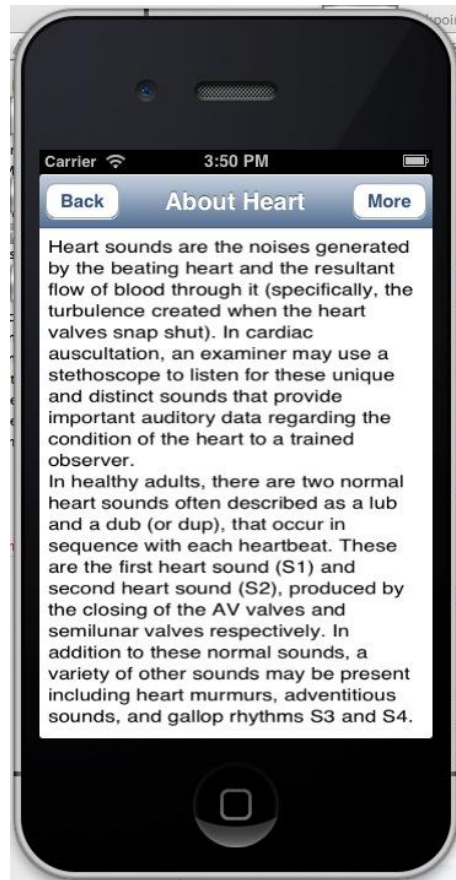 Carrier 3:50 PM
Back About Heart More
Heart sounds are the noises generated
by the beating heart and the resultant
flow of blood through it (specifically, the
turbulence created when the heart
valves snap shut). In cardiac
auscultation, an examiner may use a
stethoscope to listen for these unique
and distinct sounds that provide
important auditory data regarding the
condition of the heart to a trained
observer.
In healthy adults, there are two normal
heart sounds often described as a lub
and a dub (or dup), that occur in
sequence with each heartbeat. These
are the first heart sound (S1) and
second heart sound (S2), produced by
the closing of the AV valves and
semilunar valves respectively. In
addition to these normal sounds, a
variety of other sounds may be present
including heart murmurs, adventitious
sounds, and gallop rhythms S3 and S4.